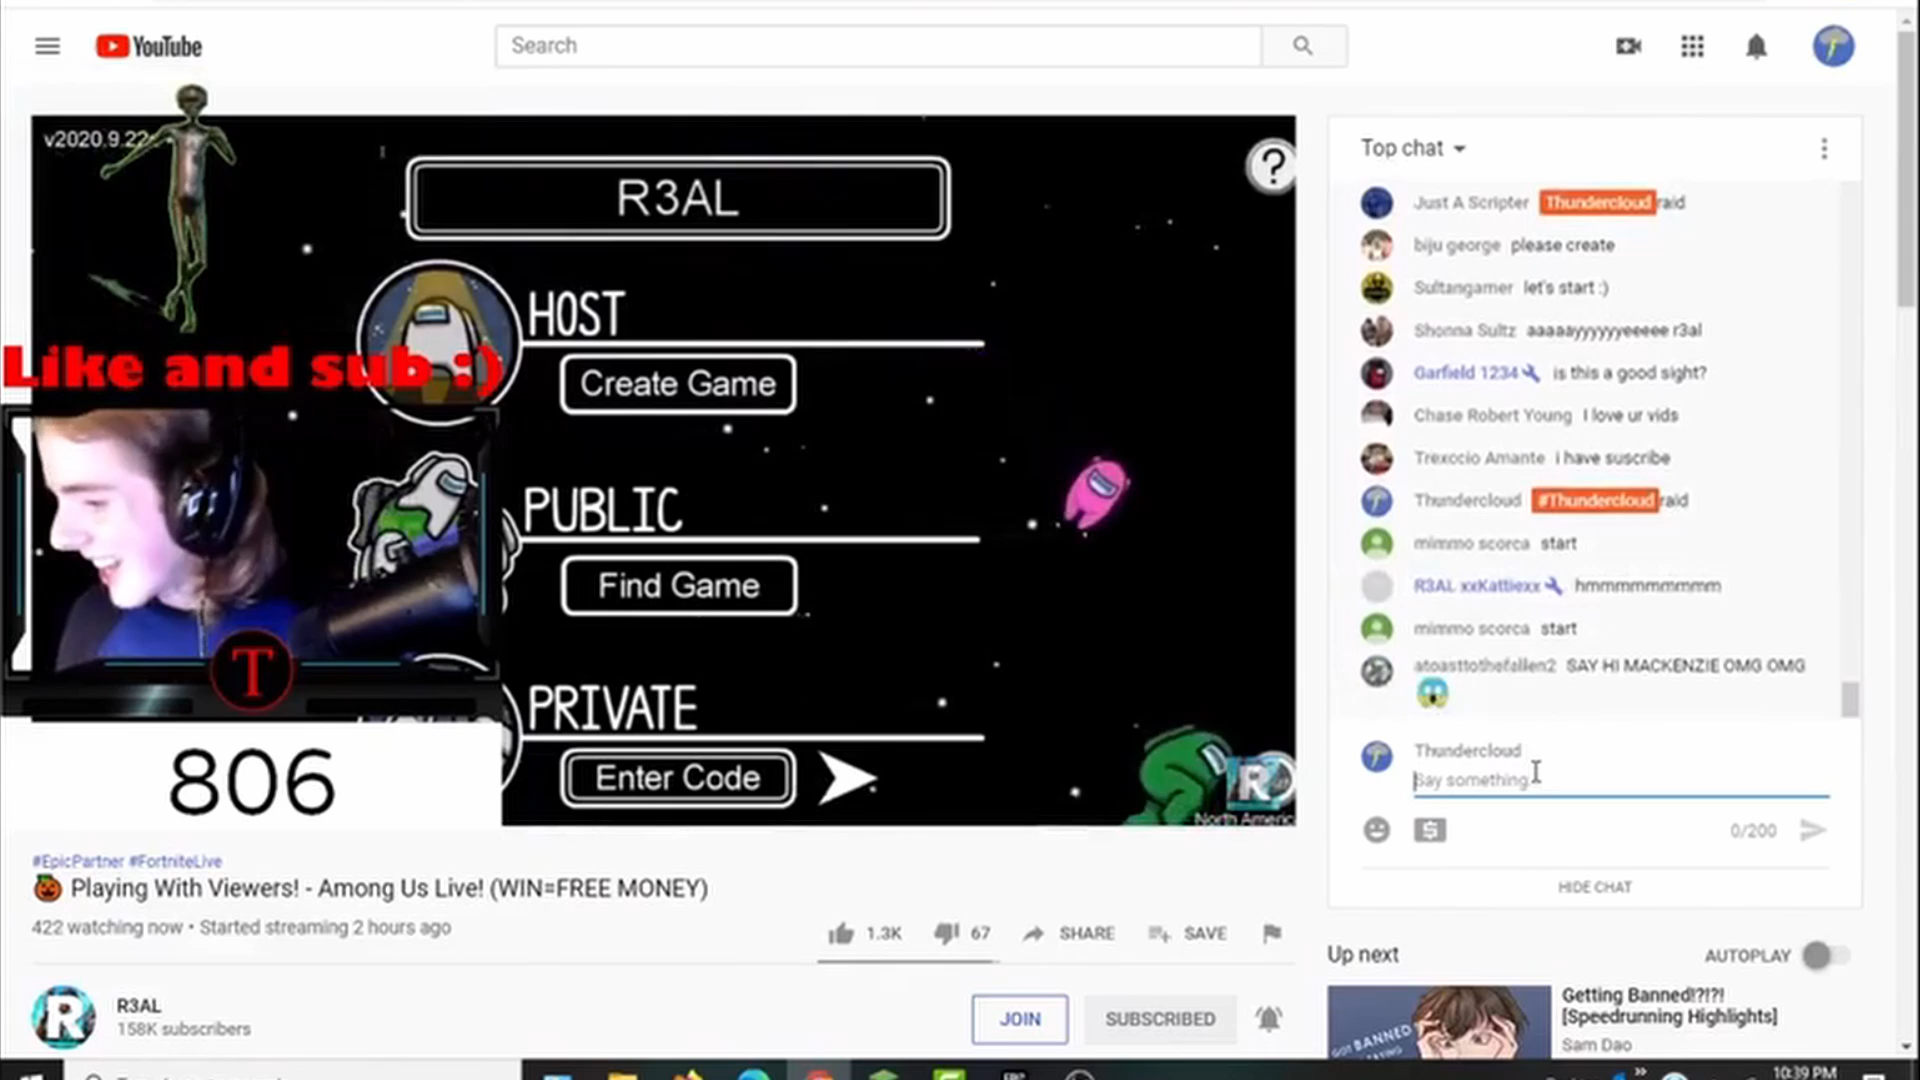 YouTube
Search
v2020.9.22
R3AL
?
HOST
Create Game
Like and sub :)
PUBLIC
Find Game
T
PRIVATE
Enter Code
806
North America
Top chat
Just A Scripter Thundercloud raid
biju george please create
Sultangamer let's start :)
Shonna Sultz aaaaayyyyyyeeeee r3al
Garfield 1234 is this a good sight?
Chase Robert Young I love ur vids
Trexocio Amante i have suscribe
Thundercloud #Thundercloud raid
mimmo scorca start
R3AL xxKattiexx hmmmmmmmmm
mimmo scorca start
atoasttothefallen2 SAY HI MACKENZIE OMG OMG
Thundercloud
Say something
0/200
HIDE CHAT
#EpicPartner #FortniteLive
Playing With Viewers! - Among Us Live! (WIN=FREE MONEY)
422 watching now • Started streaming 2 hours ago
1.3K 67 SHARE SAVE
R
R3AL
158K subscribers
JOIN SUBSCRIBED
Up next AUTOPLAY
GOT BANNED
Getting Banned!?!?!
[Speedrunning Highlights]
Sam Dao
10:39 PM